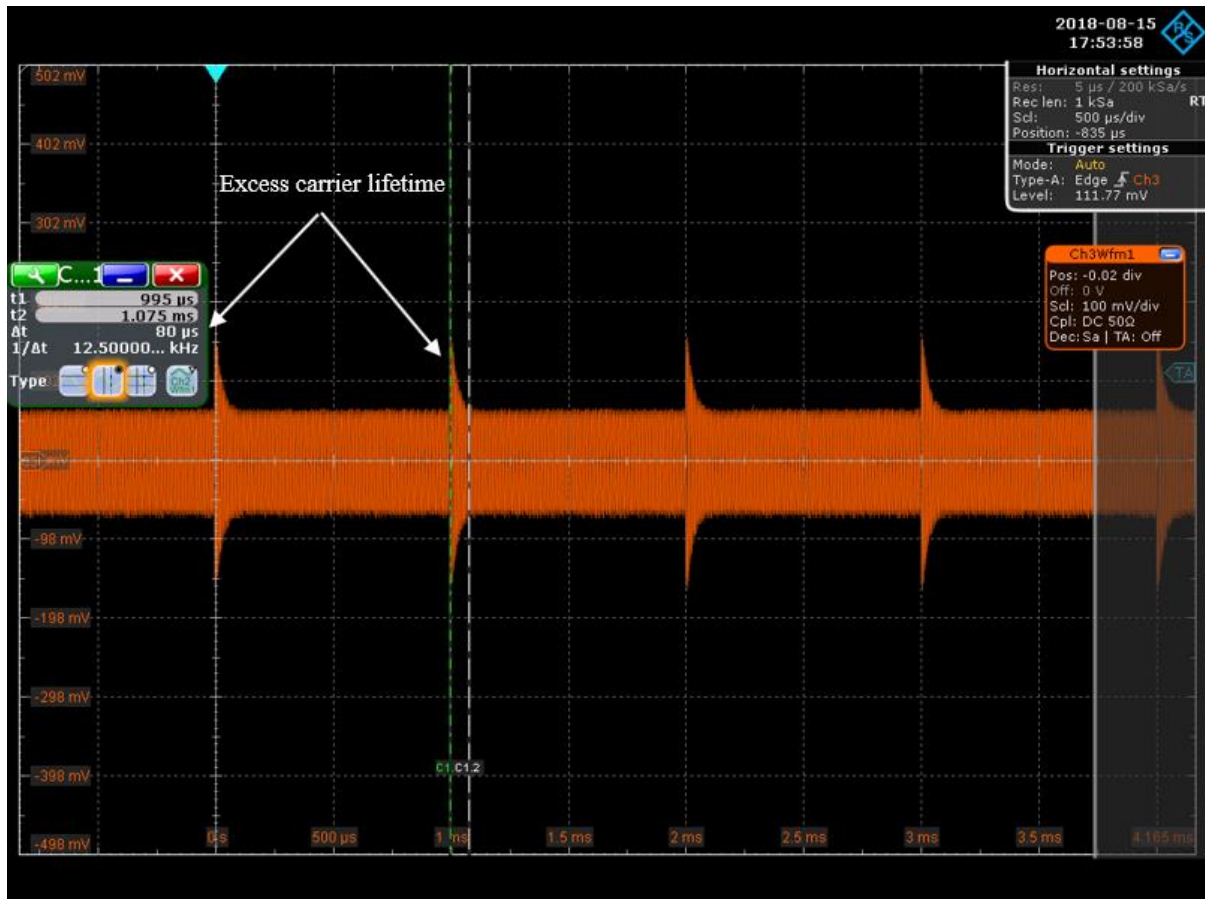 2018-08-15
17:53:58
R&S
Horizontal settings
Res: 5 µs / 200 kSa/s
Rec len: 1 kSa RT
Scl: 500 µs/div
Position: -835 µs
Trigger settings
Mode: Auto
Type-A: Edge Ch3
Level: 111.77 mV
502 mV
402 mV
Excess carrier lifetime
302 mV
C...1
t1 995 µs
t2 1.075 ms
Δt 80 µs
1/Δt 12.50000... kHz
Type
Ch2
Wfm1
Ch3Wfm1
Pos: -0.02 div
Off: 0 V
Scl: 100 mV/div
Cpl: DC 50Ω
Dec: Sa | TA: Off
TA
-98 mV
-198 mV
-298 mV
-398 mV
C1. C1.2
-498 mV
0 s 500 µs 1 ms 1.5 ms 2 ms 2.5 ms 3 ms 3.5 ms 4.165 ms